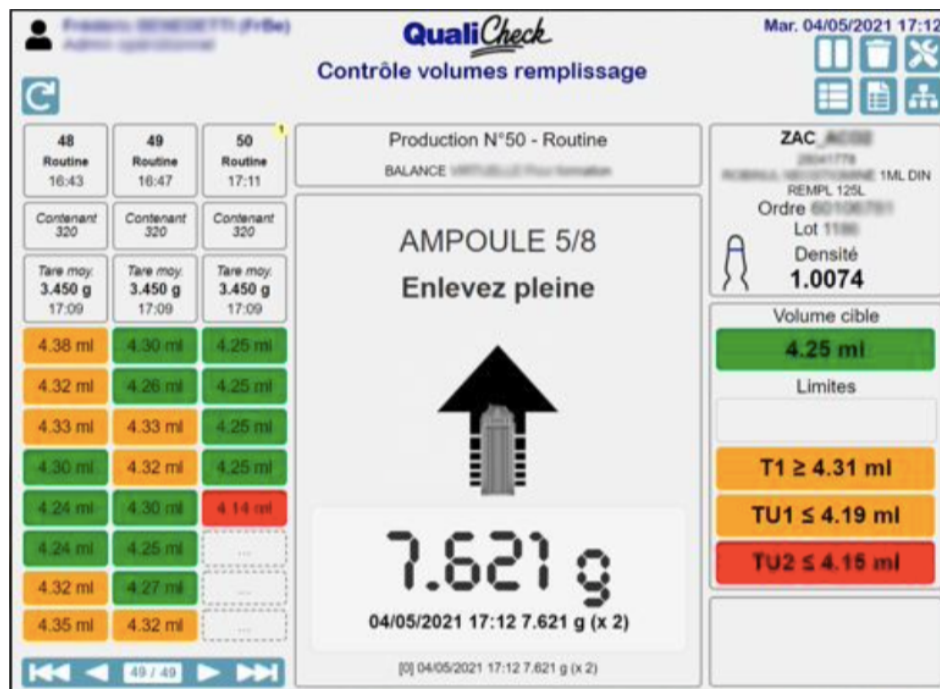 QualiCheck
Contrôle volumes remplissage
Mar. 04/05/2021 17:12
48
Routine
16:43
49
Routine
16:47
50
Routine
17:11
1
Contenant
320
Contenant
320
Contenant
320
Tare moy.
3.450 g
17:09
Tare moy.
3.450 g
17:09
Tare moy.
3.450 g
17:09
4.38 ml 4.30 ml 4.25 ml
4.32 ml 4.26 ml 4.25 ml
4.33 ml 4.33 ml 4.25 ml
4.30 ml 4.32 ml 4.25 ml
4.24 ml 4.30 ml 4.14 ml
4.24 ml 4.25 ml ...
4.32 ml 4.27 ml ...
4.35 ml 4.32 ml ...
49 / 49
Production N°50 - Routine
BALANCE
AMPOULE 5/8
Enlevez pleine
7.621 g
04/05/2021 17:12 7.621 g (x 2)
[0] 04/05/2021 17:12 7.621 g (x 2)
ZAC
1ML DIN
REMPL 125L
Ordre
Lot
Densité
1.0074
Volume cible
4.25 ml
Limites
T1 ≥ 4.31 ml
TU1 ≤ 4.19 ml
TU2 ≤ 4.15 ml